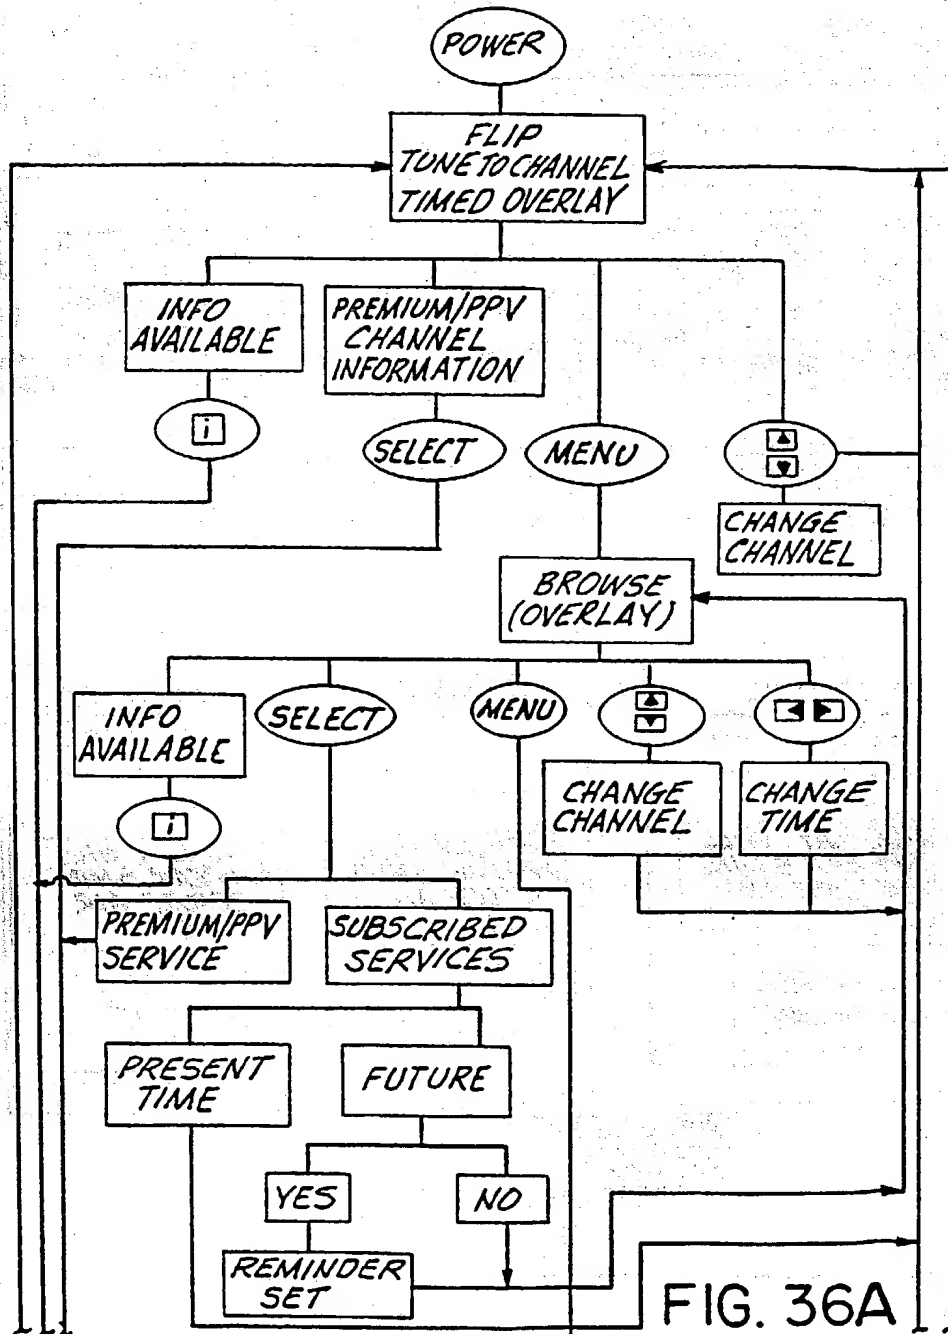 POWER
FLIP
TUNE TO CHANNEL
TIMED OVERLAY
INFO
AVAILABLE
PREMIUM/PPV
CHANNEL
INFORMATION
i
SELECT
MENU
CHANGE
CHANNEL
BROWSE
(OVERLAY)
INFO
AVAILABLE
SELECT
MENU
i
CHANGE
CHANNEL
CHANGE
TIME
PREMIUM/PPV
SERVICE
SUBSCRIBED
SERVICES
PRESENT
TIME
FUTURE
YES
NO
REMINDER
SET
FIG. 36A